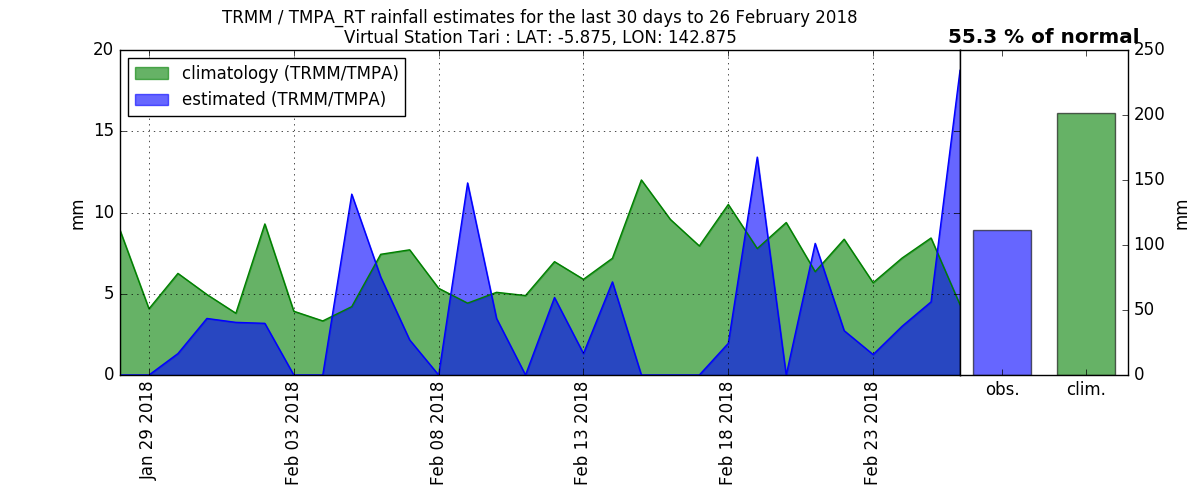 TRMM / TMPA_RT rainfall estimates for the last 30 days to 26 February 2018
Virtual Station Tari : LAT: -5.875, LON: 142.875
55.3 % of normal
climatology (TRMM/TMPA)
estimated (TRMM/TMPA)
20
15
10
5
0
mm
250
200
150
100
50
0
mm
Jan 29 2018
Feb 03 2018
Feb 08 2018
Feb 13 2018
Feb 18 2018
Feb 23 2018
obs.
clim.